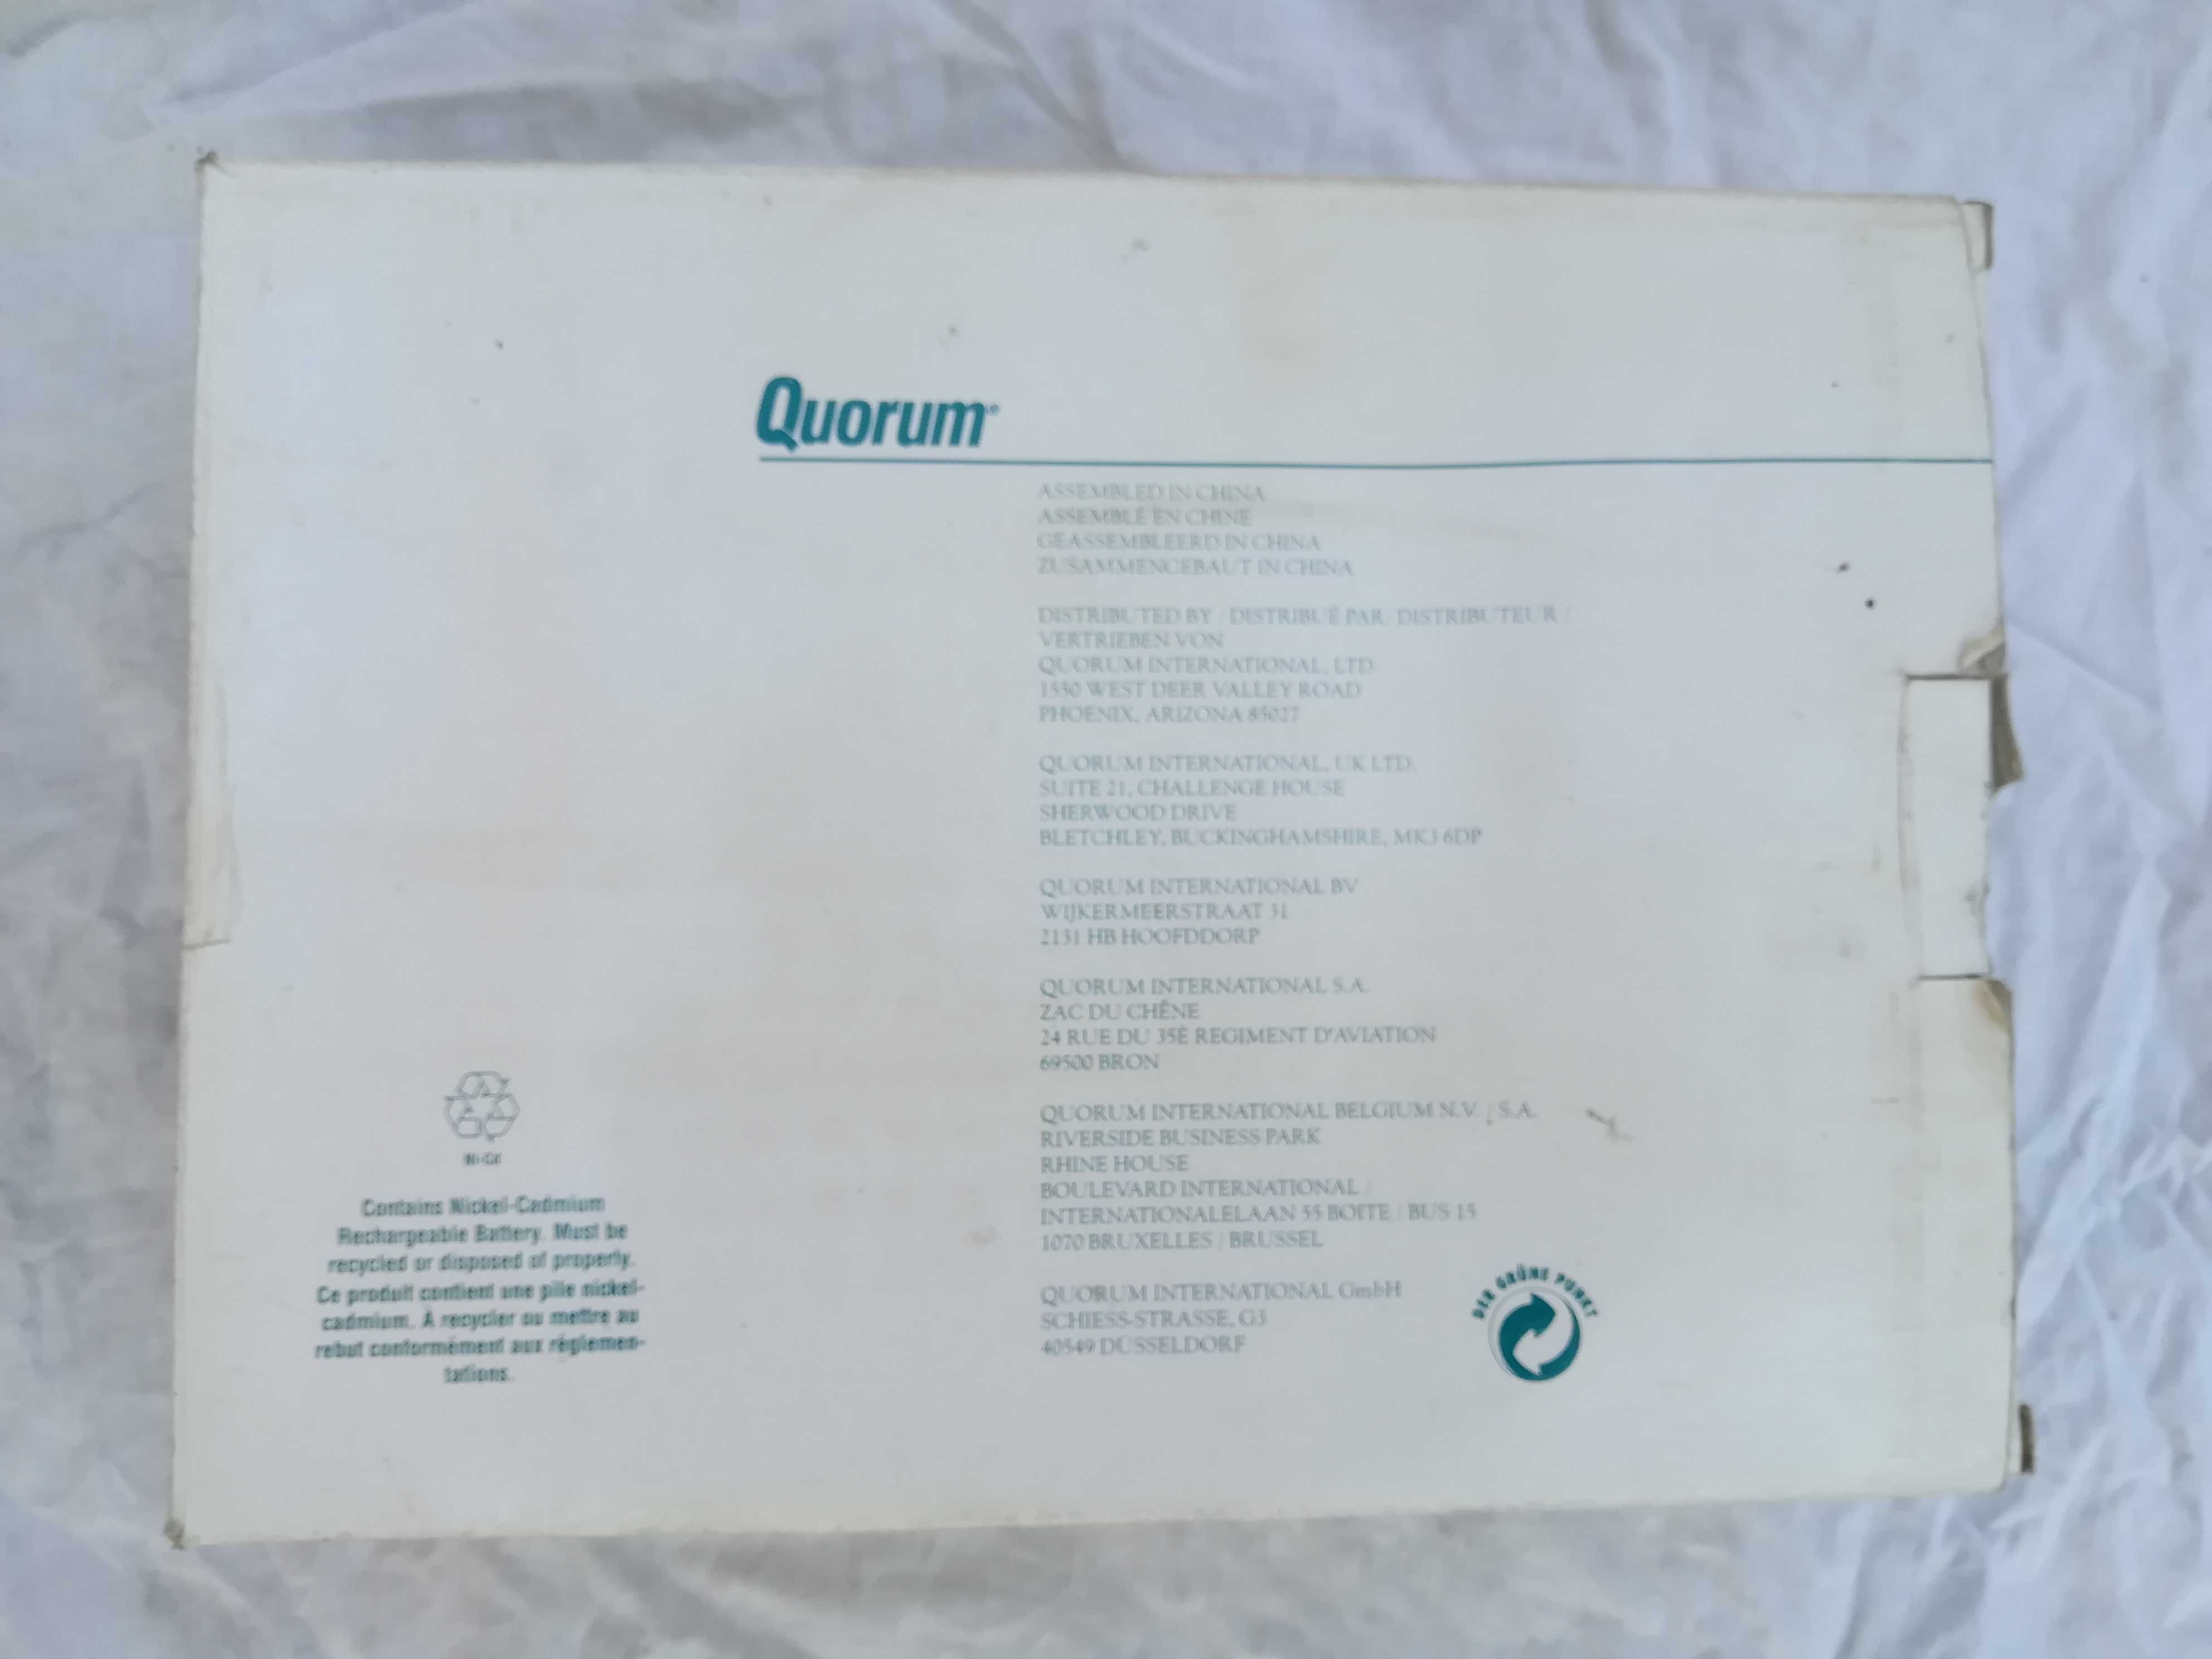 Quorum®
ASSEMBLED IN CHINA
ASSEMBLÉ EN CHINE
GEASSEMBLEERD IN CHINA
ZUSAMMENGEBAUT IN CHINA
DISTRIBUTED BY / DISTRIBUÉ PAR / DISTRIBUTEUR /
VERTRIEBEN VON
QUORUM INTERNATIONAL, LTD.
1550 WEST DEER VALLEY ROAD
PHOENIX, ARIZONA 85027
QUORUM INTERNATIONAL, UK LTD.
SUITE 21, CHALLENGE HOUSE
SHERWOOD DRIVE
BLETCHLEY, BUCKINGHAMSHIRE, MK3 6DP
QUORUM INTERNATIONAL BV
WIJKERMEERSTRAAT 31
2131 HB HOOFDDORP
QUORUM INTERNATIONAL S.A.
ZAC DU CHÊNE
24 RUE DU 35É REGIMENT D'AVIATION
69500 BRON
QUORUM INTERNATIONAL BELGIUM N.V. / S.A.
RIVERSIDE BUSINESS PARK
RHINE HOUSE
BOULEVARD INTERNATIONAL /
INTERNATIONALELAAN 55 BOITE / BUS 15
1070 BRUXELLES / BRUSSEL
QUORUM INTERNATIONAL GmbH
SCHIESS-STRASSE, G3
40549 DUSSELDORF
DER GRÜNE PUNKT
Ni-Cd
Contains Nickel-Cadmium
Rechargeable Battery. Must be
recycled or disposed of properly.
Ce produit contient une pile nickel-
cadmium. À recycler ou mettre au
rebut conformément aux réglemen-
tations.